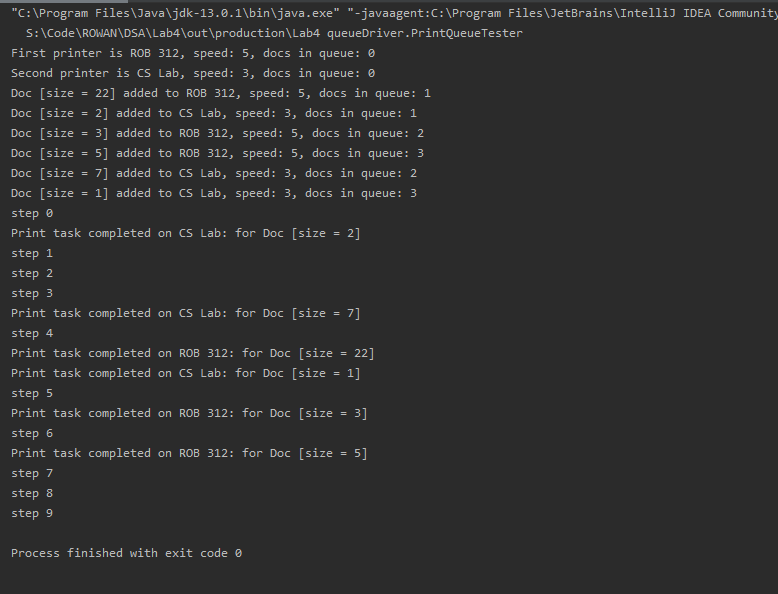 "C:\Program Files\Java\jdk-13.0.1\bin\java.exe" "-javaagent:C:\Program Files\JetBrains\IntelliJ IDEA Community
S:\Code\ROWAN\DSA\Lab4\out\production\Lab4 queueDriver.PrintQueueTester
First printer is ROB 312, speed: 5, docs in queue: 0
Second printer is CS Lab, speed: 3, docs in queue: 0
Doc [size = 22] added to ROB 312, speed: 5, docs in queue: 1
Doc [size = 2] added to CS Lab, speed: 3, docs in queue: 1
Doc [size = 3] added to ROB 312, speed: 5, docs in queue: 2
Doc [size = 5] added to ROB 312, speed: 5, docs in queue: 3
Doc [size = 7] added to CS Lab, speed: 3, docs in queue: 2
Doc [size = 1] added to CS Lab, speed: 3, docs in queue: 3
step 0
Print task completed on CS Lab: for Doc [size = 2]
step 1
step 2
step 3
Print task completed on CS Lab: for Doc [size = 7]
step 4
Print task completed on ROB 312: for Doc [size = 22]
Print task completed on CS Lab: for Doc [size = 1]
step 5
Print task completed on ROB 312: for Doc [size = 3]
step 6
Print task completed on ROB 312: for Doc [size = 5]
step 7
step 8
step 9
Process finished with exit code 0